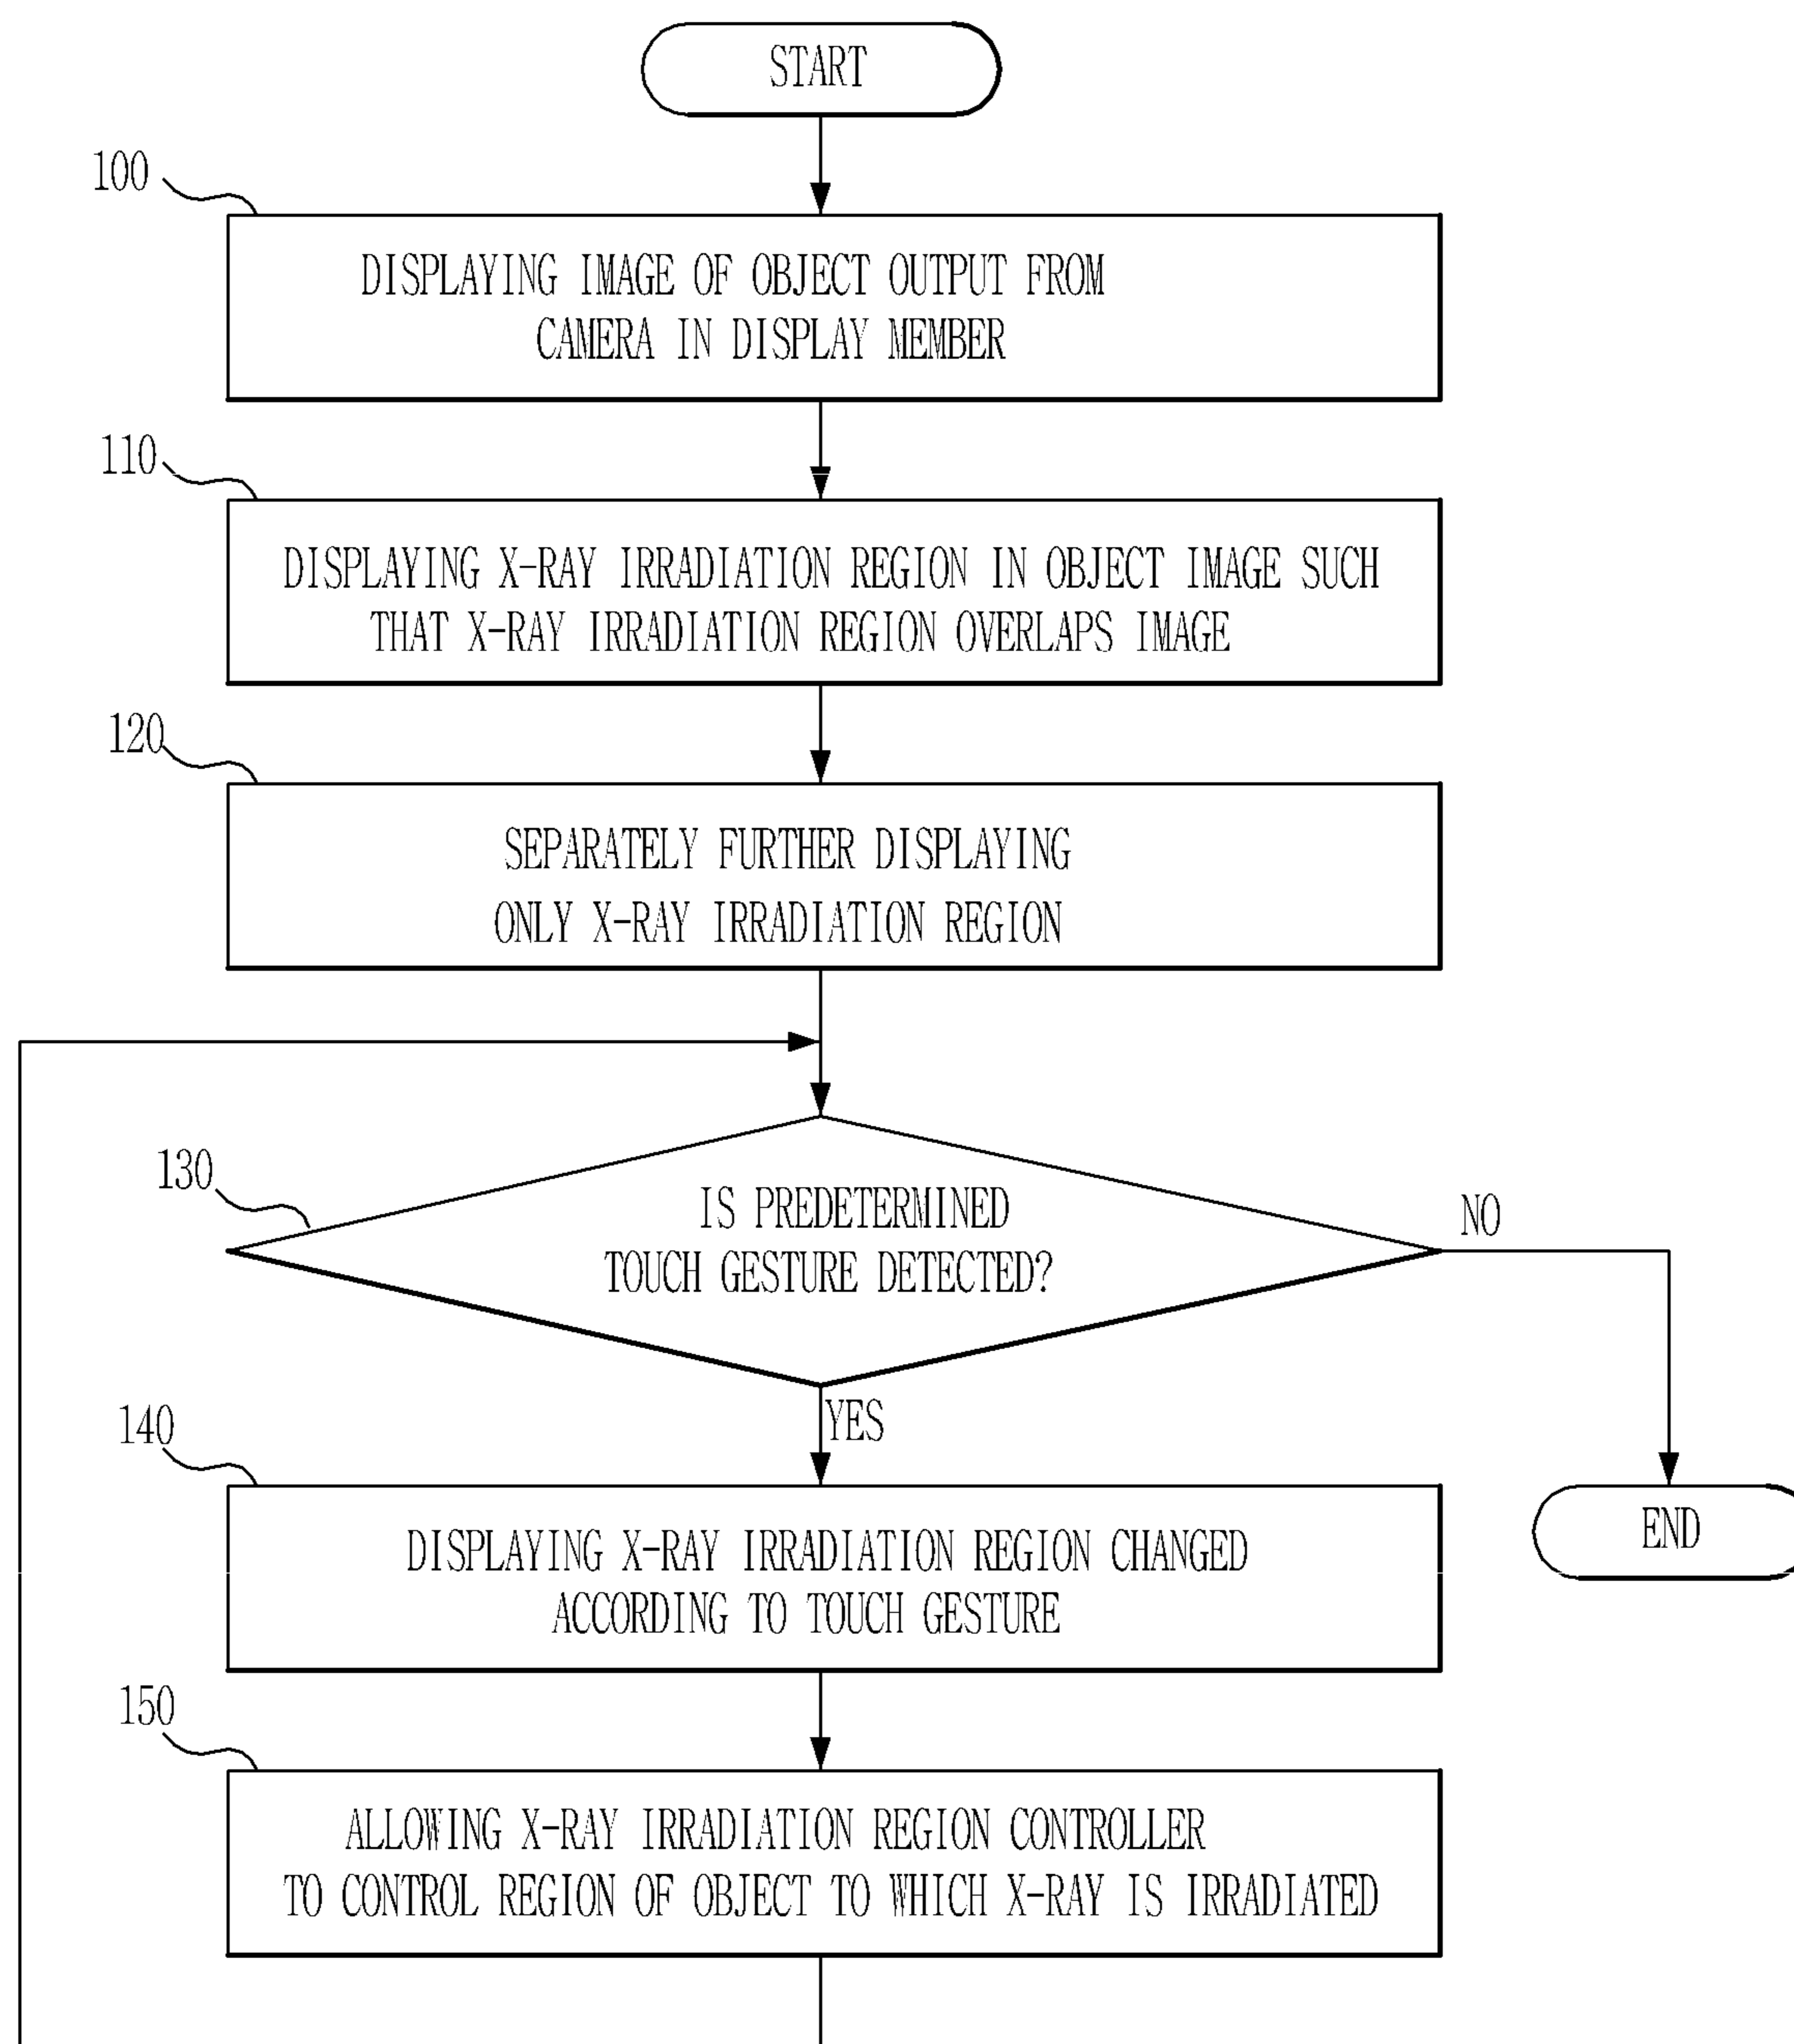 START
100
DISPLAYING IMAGE OF OBJECT OUTPUT FROM
CAMERA IN DISPLAY MEMBER
110
DISPLAYING X-RAY IRRADIATION REGION IN OBJECT IMAGE SUCH
THAT X-RAY IRRADIATION REGION OVERLAPS IMAGE
120
SEPARATELY FURTHER DISPLAYING
ONLY X-RAY IRRADIATION REGION
130
IS PREDETERMINED
TOUCH GESTURE DETECTED?
NO
YES
140
DISPLAYING X-RAY IRRADIATION REGION CHANGED
ACCORDING TO TOUCH GESTURE
END
150
ALLOWING X-RAY IRRADIATION REGION CONTROLLER
TO CONTROL REGION OF OBJECT TO WHICH X-RAY IS IRRADIATED